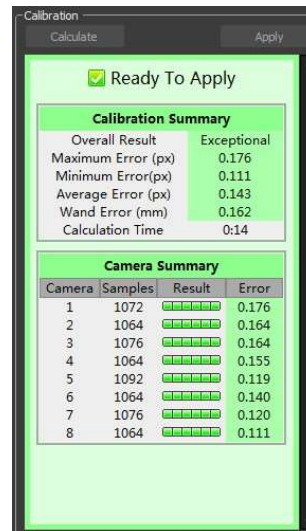 Calibration
Calculate Apply
Ready To Apply
Calibration Summary
Overall Result Exceptional
Maximum Error (px) 0.176
Minimum Error(px) 0.111
Average Error (px) 0.143
Wand Error (mm) 0.162
Calculation Time 0:14
Camera Summary
Camera Samples Result Error
1 1072 0.176
2 1064 0.164
3 1076 0.164
4 1064 0.155
5 1092 0.119
6 1064 0.140
7 1076 0.120
8 1064 0.111